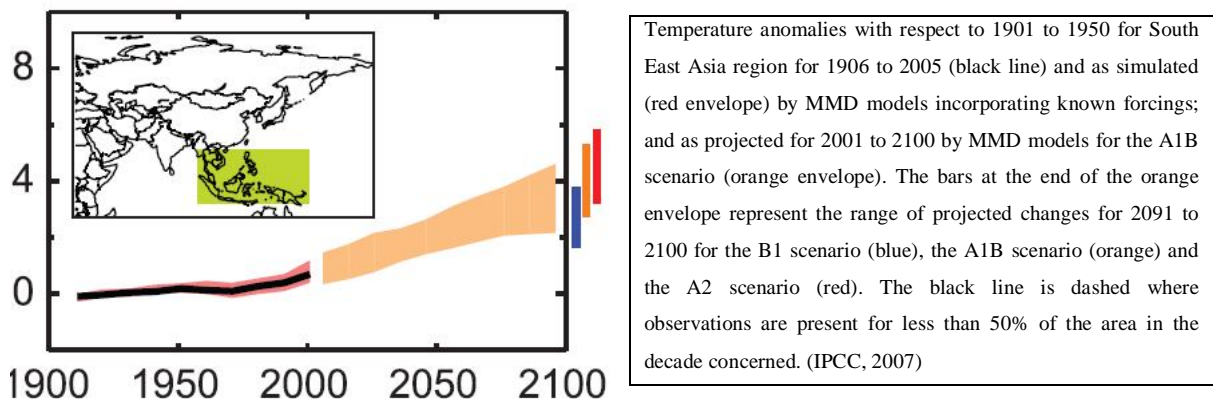 8
4
0
1900 1950 2000 2050 2100
Temperature anomalies with respect to 1901 to 1950 for South
East Asia region for 1906 to 2005 (black line) and as simulated
(red envelope) by MMD models incorporating known forcings;
and as projected for 2001 to 2100 by MMD models for the A1B
scenario (orange envelope). The bars at the end of the orange
envelope represent the range of projected changes for 2091 to
2100 for the B1 scenario (blue), the A1B scenario (orange) and
the A2 scenario (red). The black line is dashed where
observations are present for less than 50% of the area in the
decade concerned. (IPCC, 2007)